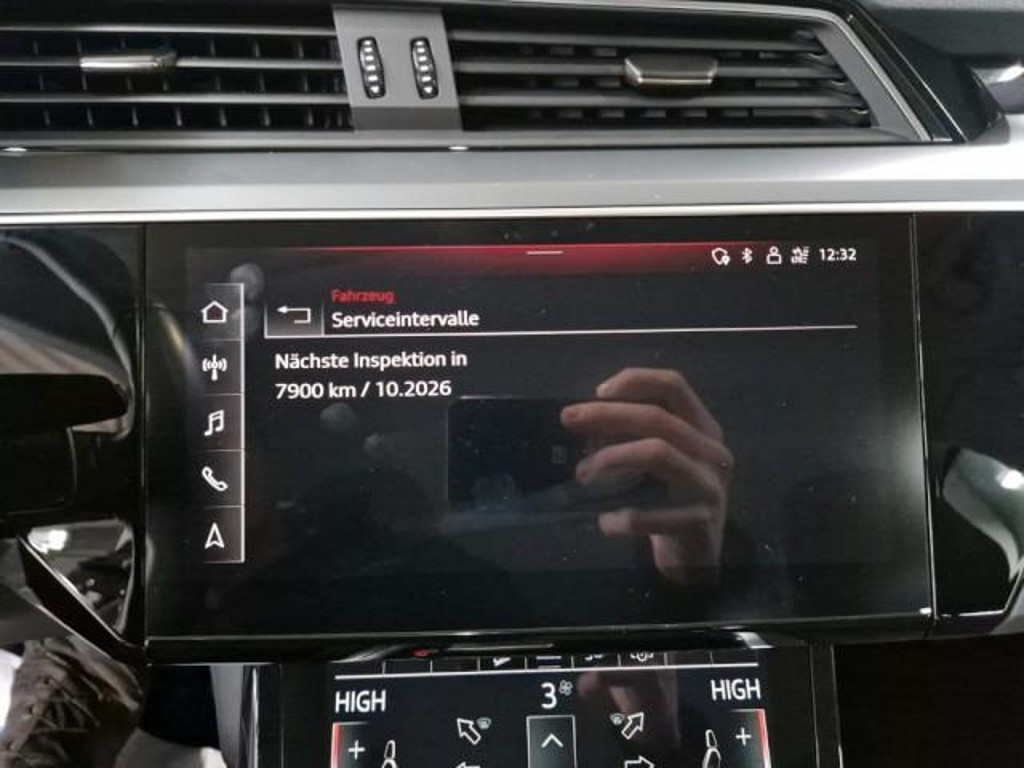 12:32
Fahrzeug
Serviceintervalle
Nächste Inspektion in
7900 km / 10.2026
HIGH
3
HIGH
+
+